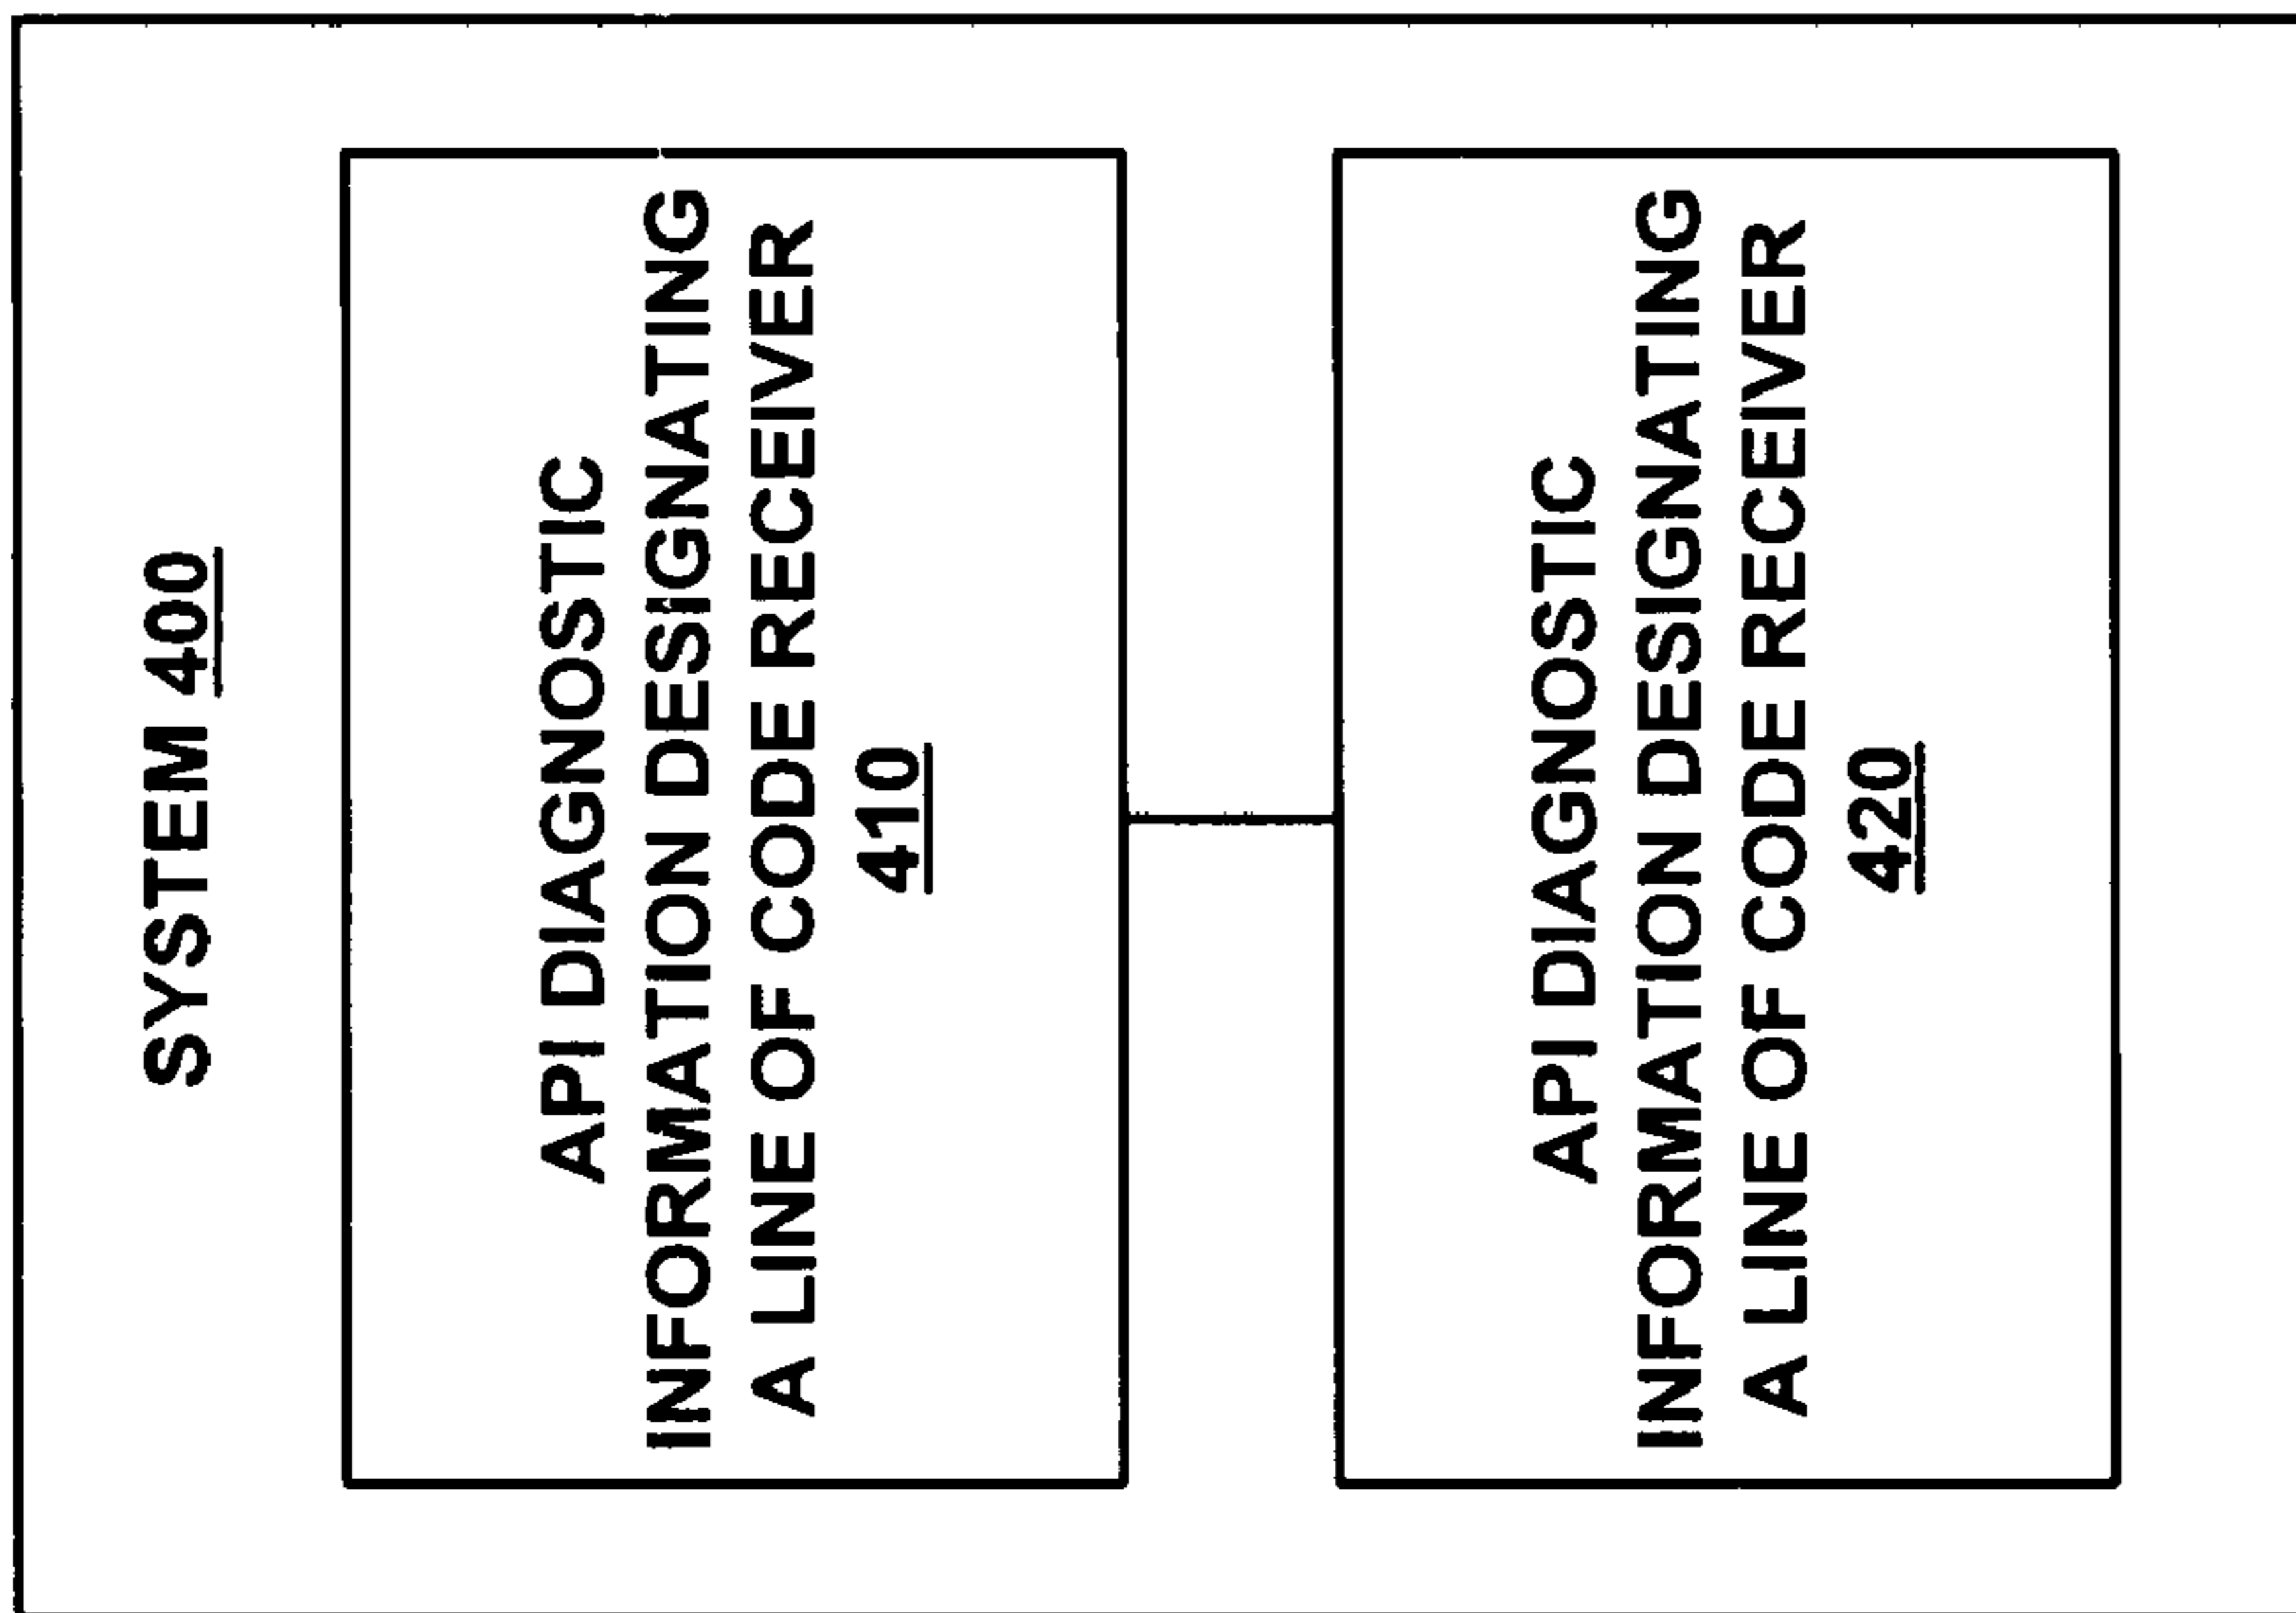 SYSTEM 400
API DIAGNOSTIC
INFORMATION DESIGNATING
A LINE OF CODE RECEIVER
410
API DIAGNOSTIC
INFORMATION DESIGNATING
A LINE OF CODE RECEIVER
420